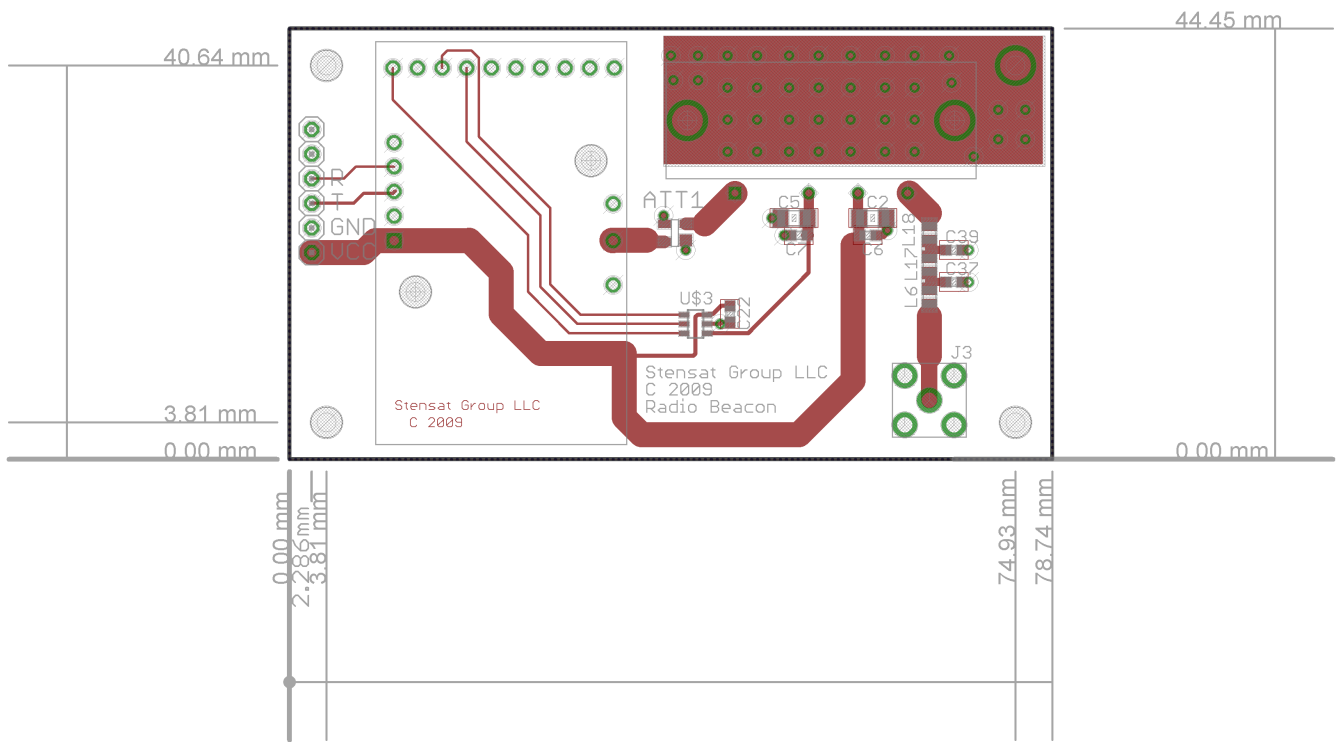 44.45 mm
40.64 mm
R
T
GND
VCC
ATT1
C5
C7
C2
C6
L18
L17
L6
C39
C37
U$3
C22
J3
Stensat Group LLC
C 2009
Radio Beacon
Stensat Group LLC
C 2009
3.81 mm
0.00 mm
0.00 mm
0.00 mm
2.286mm
3.81 mm
74.93 mm
78.74 mm